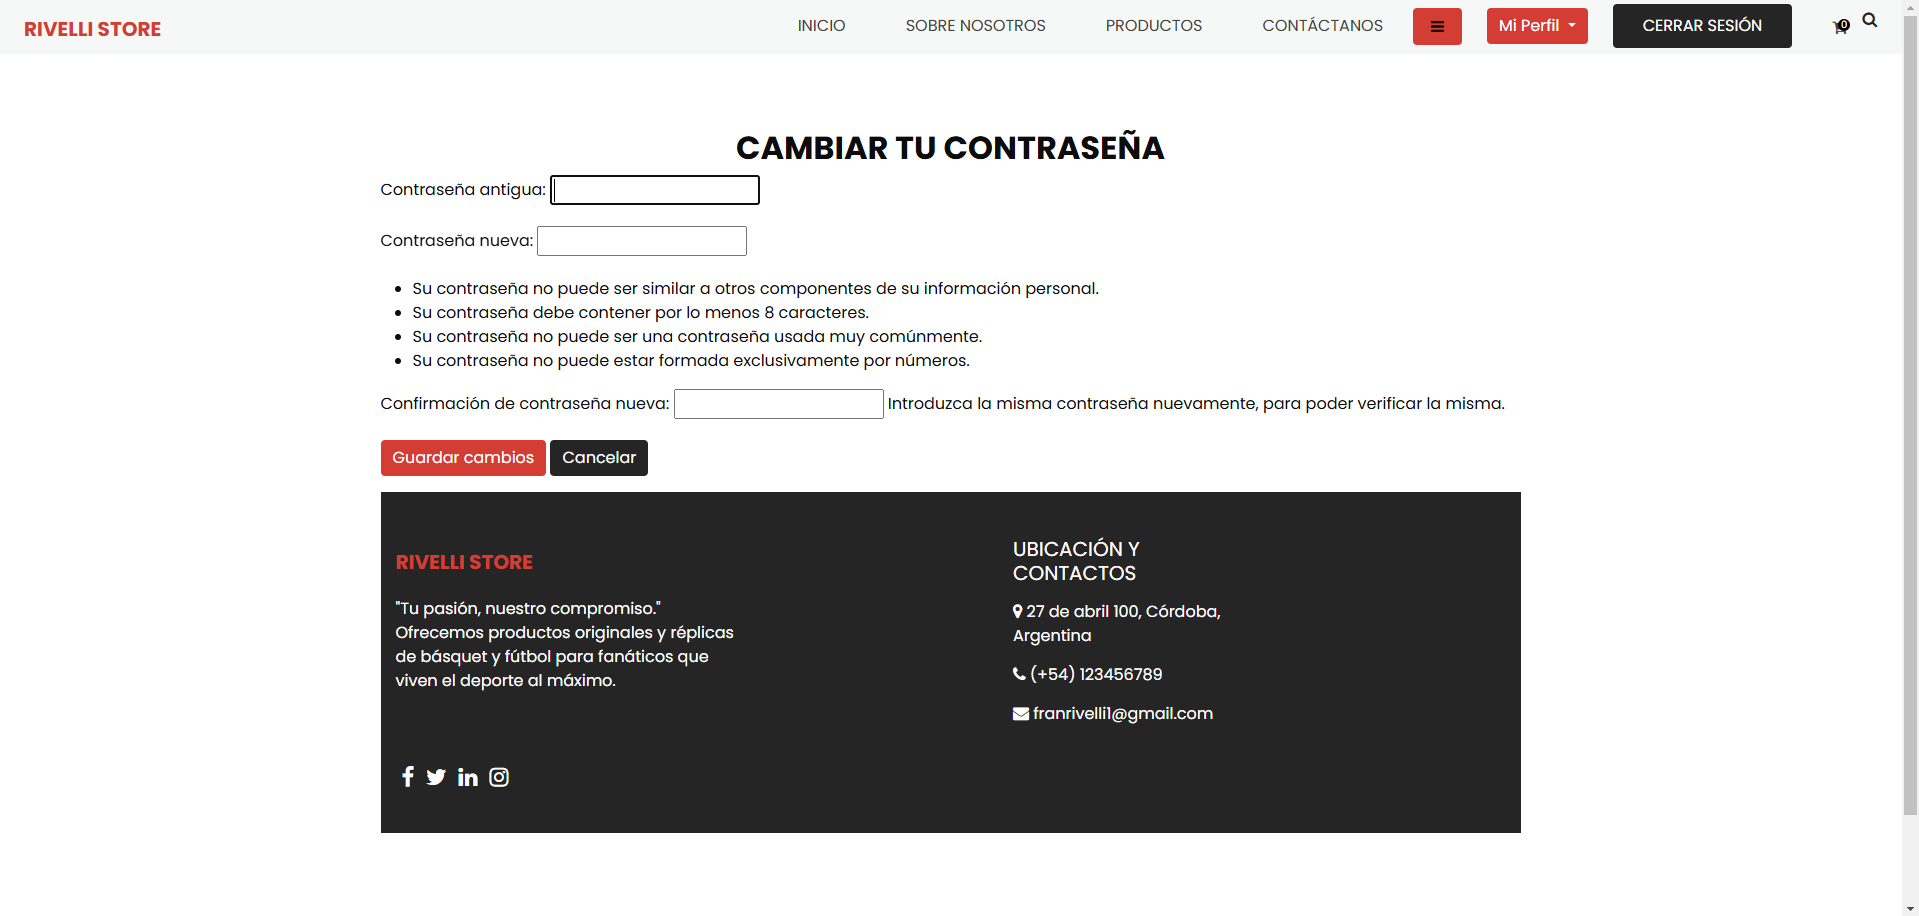 RIVELLI STORE
INICIO
SOBRE NOSOTROS
PRODUCTOS
CONTÁCTANOS
Mi Perfil
CERRAR SESIÓN
0
CAMBIAR TU CONTRASEÑA
Contraseña antigua:
Contraseña nueva:
Su contraseña no puede ser similar a otros componentes de su información personal.
Su contraseña debe contener por lo menos 8 caracteres.
Su contraseña no puede ser una contraseña usada muy comúnmente.
Su contraseña no puede estar formada exclusivamente por números.
Confirmación de contraseña nueva: Introduzca la misma contraseña nuevamente, para poder verificar la misma.
Guardar cambios
Cancelar
RIVELLI STORE
"Tu pasión, nuestro compromiso."
Ofrecemos productos originales y réplicas
de básquet y fútbol para fanáticos que
viven el deporte al máximo.
UBICACIÓN Y
CONTACTOS
27 de abril 100, Córdoba,
Argentina
(+54) 123456789
franrivelli1@gmail.com